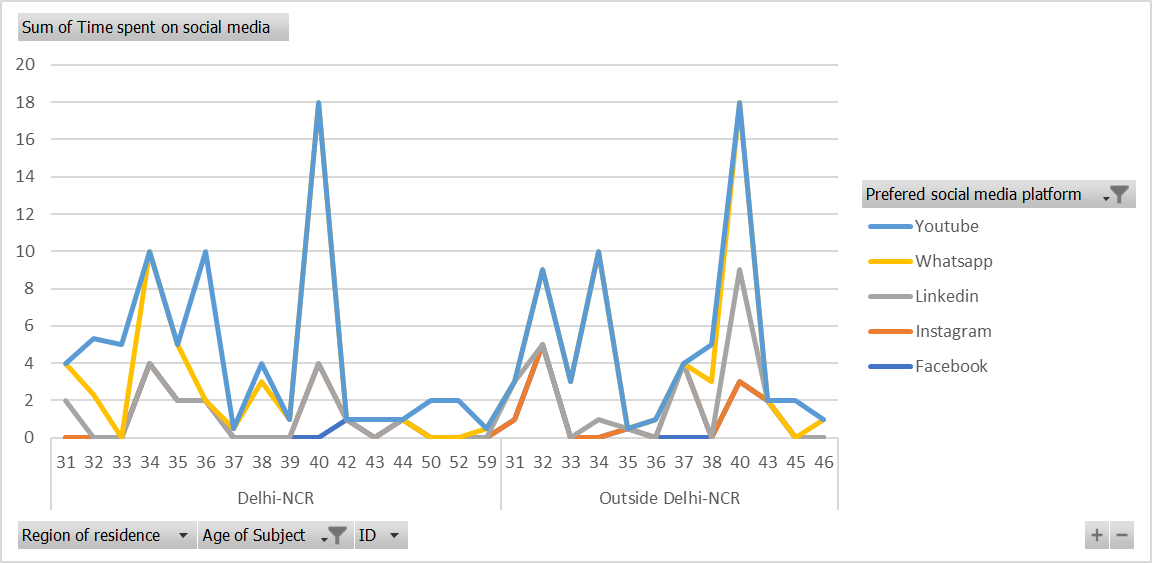 Sum of Time spent on social media
20
18
16
14
12
10
8
6
4
2
0
31 32 33 34 35 36 37 38 39 40 42 43 44 50 52 59 31 32 33 34 35 36 37 38 40 43 45 46
Delhi-NCR Outside Delhi-NCR
Prefered social media platform
Youtube
Whatsapp
Linkedin
Instagram
Facebook
Region of residence Age of Subject ID
+ −